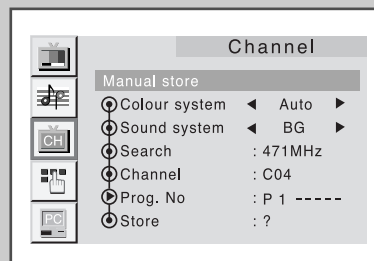 Channel
Manual store
Colour system ◀ Auto ▶
Sound system ◀ BG ▶
Search : 471MHz
Channel : C04
Prog. No : P 1 -----
Store : ?
CH
PC